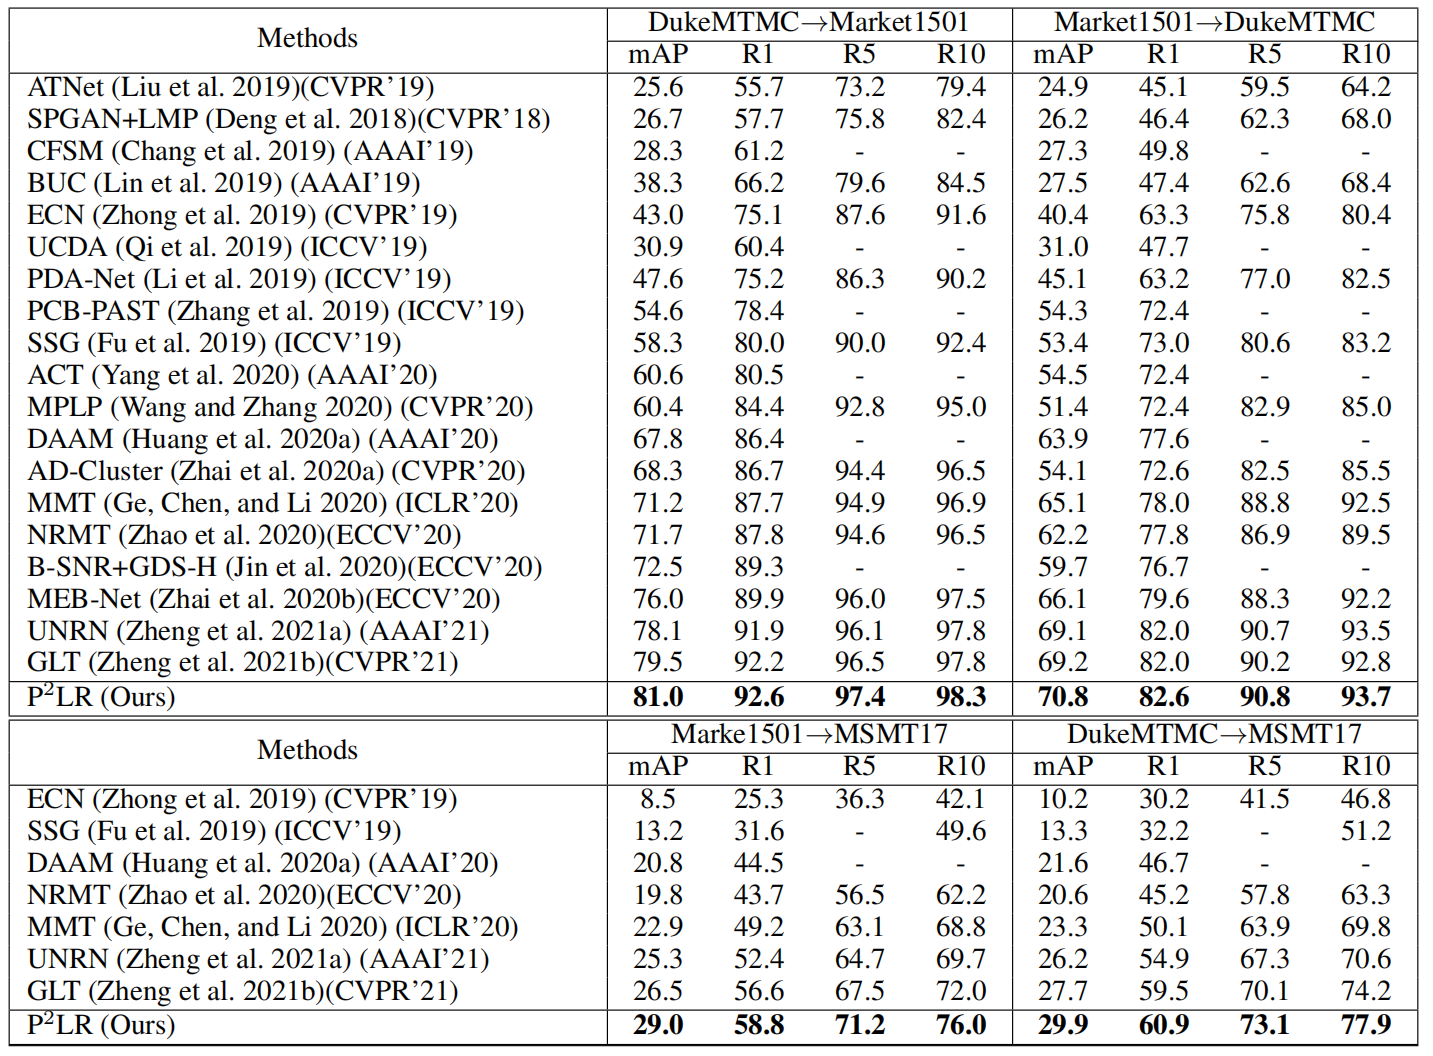 Methods DukeMTMC→Market1501 Market1501→DukeMTMC
mAP R1 R5 R10 mAP R1 R5 R10
ATNet (Liu et al. 2019)(CVPR'19) 25.6 55.7 73.2 79.4 24.9 45.1 59.5 64.2
SPGAN+LMP (Deng et al. 2018)(CVPR'18) 26.7 57.7 75.8 82.4 26.2 46.4 62.3 68.0
CFSM (Chang et al. 2019) (AAAI'19) 28.3 61.2 - - 27.3 49.8 - -
BUC (Lin et al. 2019) (AAAI'19) 38.3 66.2 79.6 84.5 27.5 47.4 62.6 68.4
ECN (Zhong et al. 2019) (CVPR'19) 43.0 75.1 87.6 91.6 40.4 63.3 75.8 80.4
UCDA (Qi et al. 2019) (ICCV'19) 30.9 60.4 - - 31.0 47.7 - -
PDA-Net (Li et al. 2019) (ICCV'19) 47.6 75.2 86.3 90.2 45.1 63.2 77.0 82.5
PCB-PAST (Zhang et al. 2019) (ICCV'19) 54.6 78.4 - - 54.3 72.4 - -
SSG (Fu et al. 2019) (ICCV'19) 58.3 80.0 90.0 92.4 53.4 73.0 80.6 83.2
ACT (Yang et al. 2020) (AAAI'20) 60.6 80.5 - - 54.5 72.4 - -
MPLP (Wang and Zhang 2020) (CVPR'20) 60.4 84.4 92.8 95.0 51.4 72.4 82.9 85.0
DAAM (Huang et al. 2020a) (AAAI'20) 67.8 86.4 - - 63.9 77.6 - -
AD-Cluster (Zhai et al. 2020a) (CVPR'20) 68.3 86.7 94.4 96.5 54.1 72.6 82.5 85.5
MMT (Ge, Chen, and Li 2020) (ICLR'20) 71.2 87.7 94.9 96.9 65.1 78.0 88.8 92.5
NRMT (Zhao et al. 2020)(ECCV'20) 71.7 87.8 94.6 96.5 62.2 77.8 86.9 89.5
B-SNR+GDS-H (Jin et al. 2020)(ECCV'20) 72.5 89.3 - - 59.7 76.7 - -
MEB-Net (Zhai et al. 2020b)(ECCV'20) 76.0 89.9 96.0 97.5 66.1 79.6 88.3 92.2
UNRN (Zheng et al. 2021a) (AAAI'21) 78.1 91.9 96.1 97.8 69.1 82.0 90.7 93.5
GLT (Zheng et al. 2021b)(CVPR'21) 79.5 92.2 96.5 97.8 69.2 82.0 90.2 92.8
P²LR (Ours) 81.0 92.6 97.4 98.3 70.8 82.6 90.8 93.7
Methods Marke1501→MSMT17 DukeMTMC→MSMT17
mAP R1 R5 R10 mAP R1 R5 R10
ECN (Zhong et al. 2019) (CVPR'19) 8.5 25.3 36.3 42.1 10.2 30.2 41.5 46.8
SSG (Fu et al. 2019) (ICCV'19) 13.2 31.6 - 49.6 13.3 32.2 - 51.2
DAAM (Huang et al. 2020a) (AAAI'20) 20.8 44.5 - - 21.6 46.7 - -
NRMT (Zhao et al. 2020)(ECCV'20) 19.8 43.7 56.5 62.2 20.6 45.2 57.8 63.3
MMT (Ge, Chen, and Li 2020) (ICLR'20) 22.9 49.2 63.1 68.8 23.3 50.1 63.9 69.8
UNRN (Zheng et al. 2021a) (AAAI'21) 25.3 52.4 64.7 69.7 26.2 54.9 67.3 70.6
GLT (Zheng et al. 2021b)(CVPR'21) 26.5 56.6 67.5 72.0 27.7 59.5 70.1 74.2
P²LR (Ours) 29.0 58.8 71.2 76.0 29.9 60.9 73.1 77.9